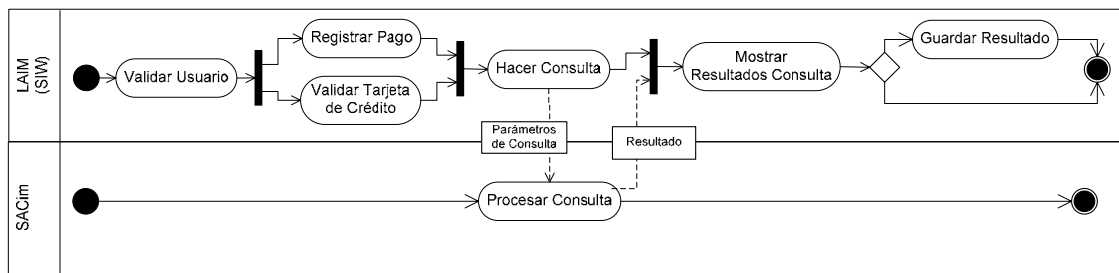 LAIM
(SIW)
Validar Usuario
Registrar Pago
Validar Tarjeta
de Crédito
Hacer Consulta
Mostrar
Resultados Consulta
Guardar Resultado
Parámetros
de Consulta
Resultado
SACim
Procesar Consulta